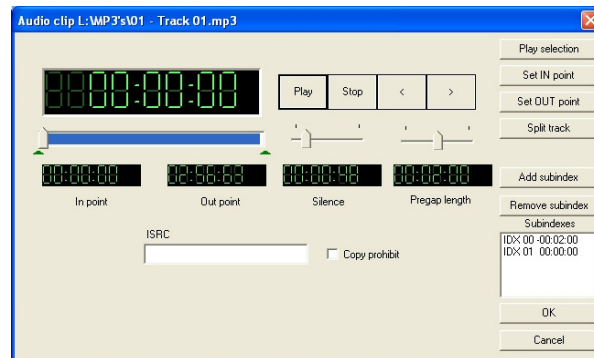 Audio clip L:\MP3's\01 - Track 01.mp3
Play selection
Set IN point
Set OUT point
Split track
00:00:00
Play
Stop
<
>
00:00:00
02:56:63
00:00:48
00:02:00
In point
Out point
Silence
Pregap length
Add subindex
Remove subindex
Subindexes
IDX 00 -00:02:00
IDX 01 00:00:00
ISRC
Copy prohibit
OK
Cancel